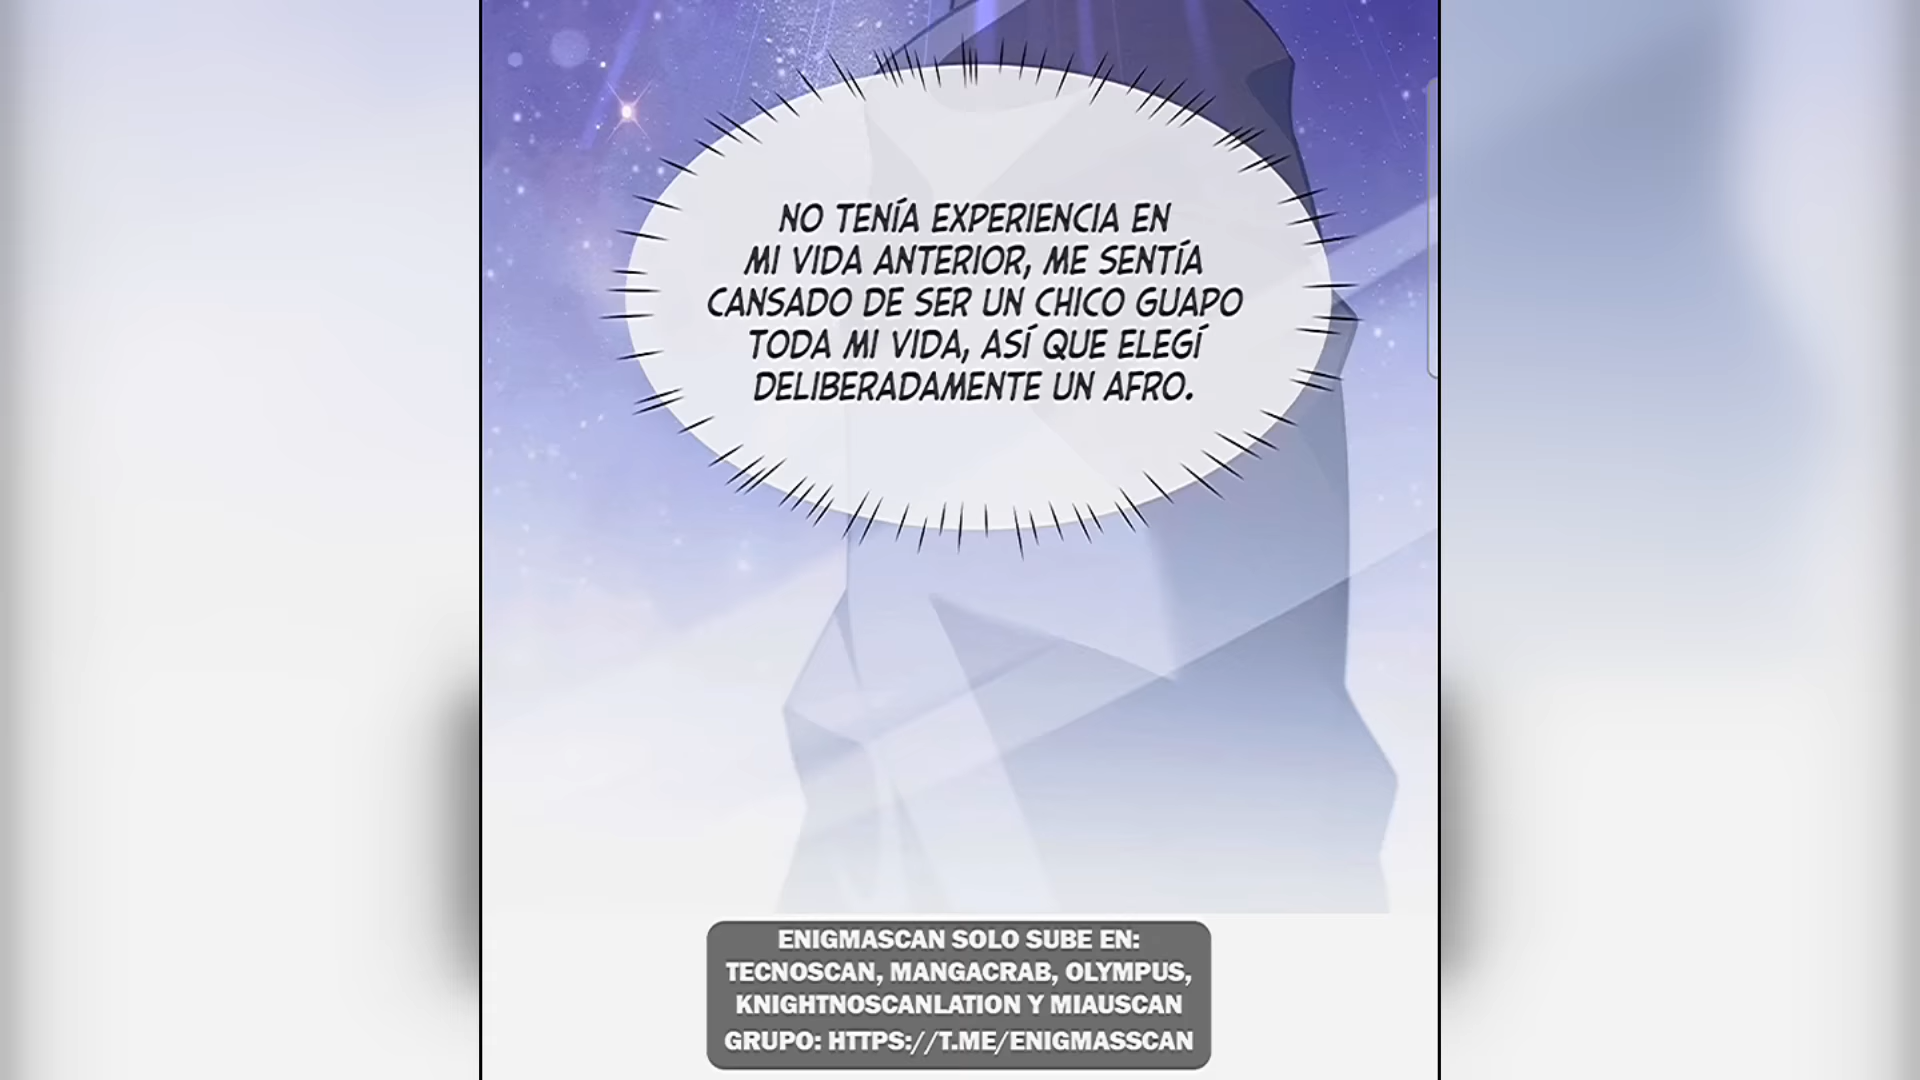 NO TENÍA EXPERIENCIA EN
MI VIDA ANTERIOR, ME SENTÍA
CANSADO DE SER UN CHICO GUAPO
TODA MI VIDA, ASÍ QUE ELEGÍ
DELIBERADAMENTE UN AFRO.
ENIGMASCAN SOLO SUBE EN:
TECNOSCAN, MANGACRAB, OLYMPUS,
KNIGHTNOSCANLATION Y MIAUSCAN
GRUPO: HTTPS://T.ME/ENIGMASSCAN